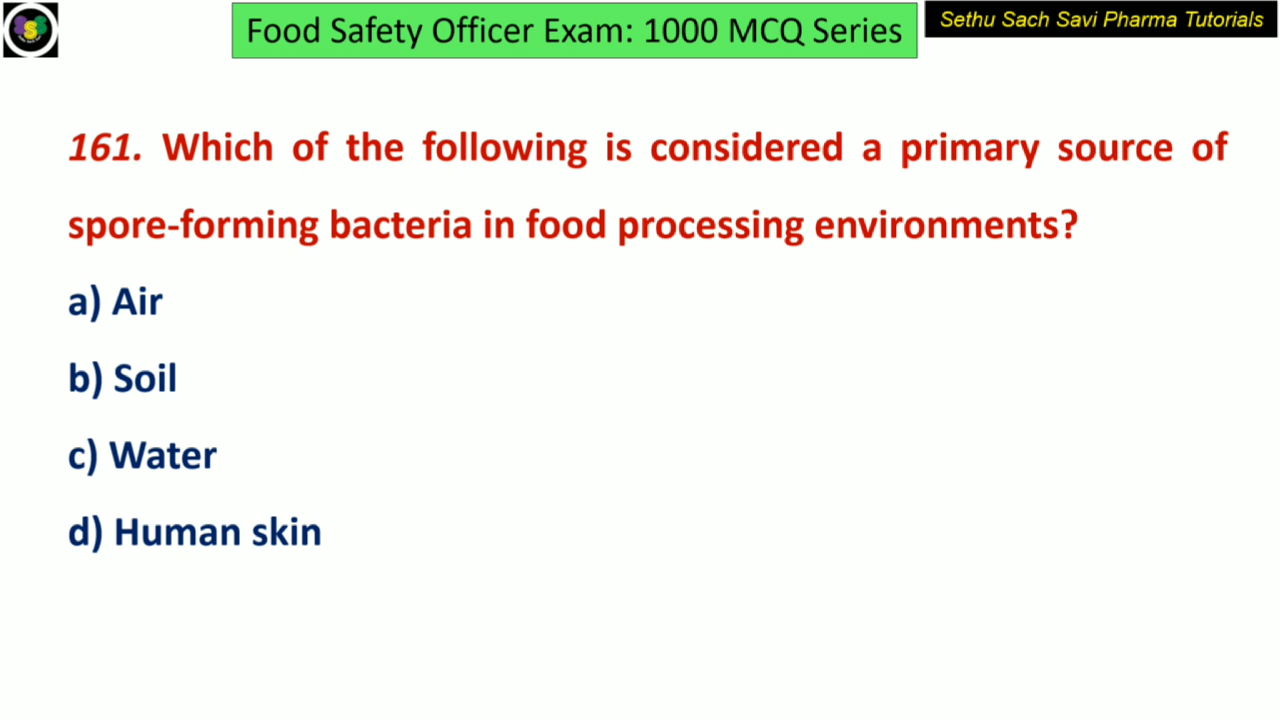 Food Safety Officer Exam: 1000 MCQ Series
Sethu Sach Savi Pharma Tutorials
161. Which of the following is considered a primary source of
spore-forming bacteria in food processing environments?
a) Air
b) Soil
c) Water
d) Human skin